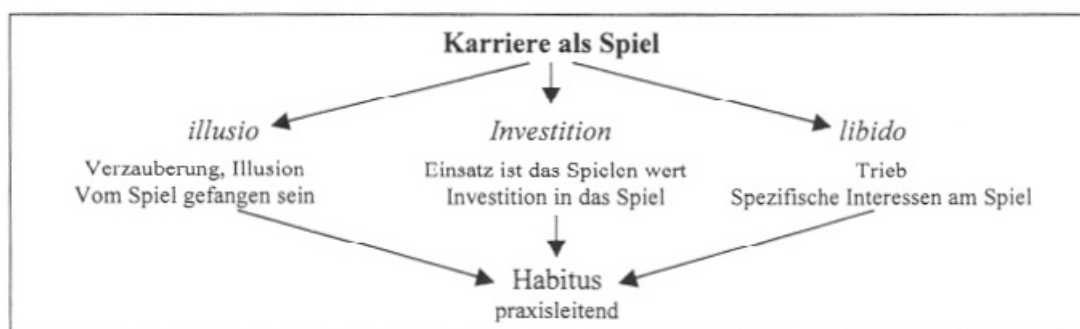 Karriere als Spiel
illusio
Investition
libido
Verzauberung, Illusion
Vom Spiel gefangen sein
Einsatz ist das Spielen wert
Investition in das Spiel
Trieb
Spezifische Interessen am Spiel
Habitus
praxisleitend